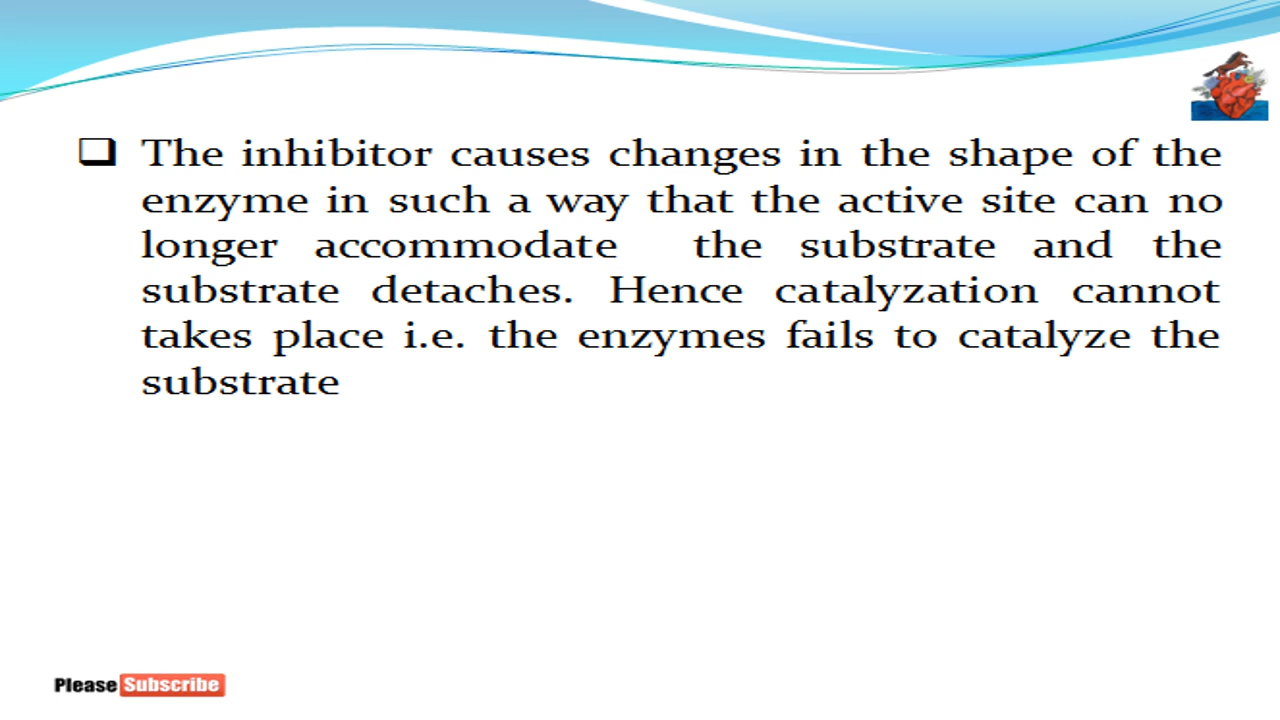 The inhibitor causes changes in the shape of the
enzyme in such a way that the active site can no
longer accommodate the substrate and the
substrate detaches. Hence catalyzation cannot
takes place i.e. the enzymes fails to catalyze the
substrate
Please Subscribe